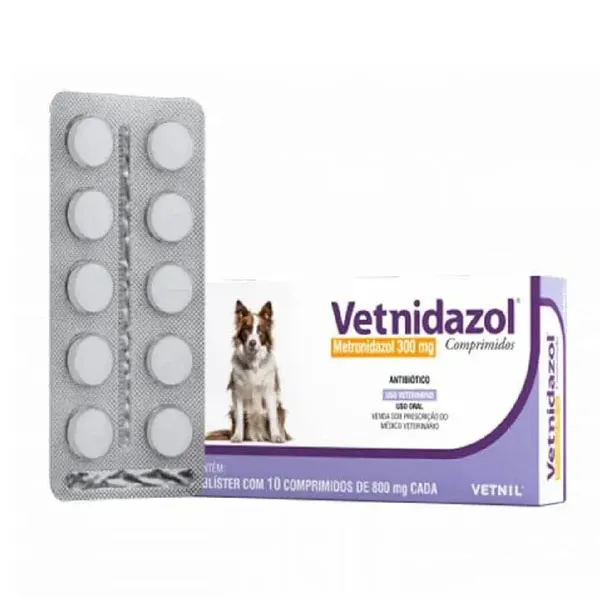 Vetnidazol®
Metronidazol 300 mg
Comprimidos
ANTIBIÓTICO
USO VETERINÁRIO
USO ORAL
VENDA SOB PRESCRIÇÃO DO
MÉDICO VETERINÁRIO
BLÍSTER COM 10 COMPRIMIDOS DE 800 mg CADA
VETNIL®
Vetnidazol